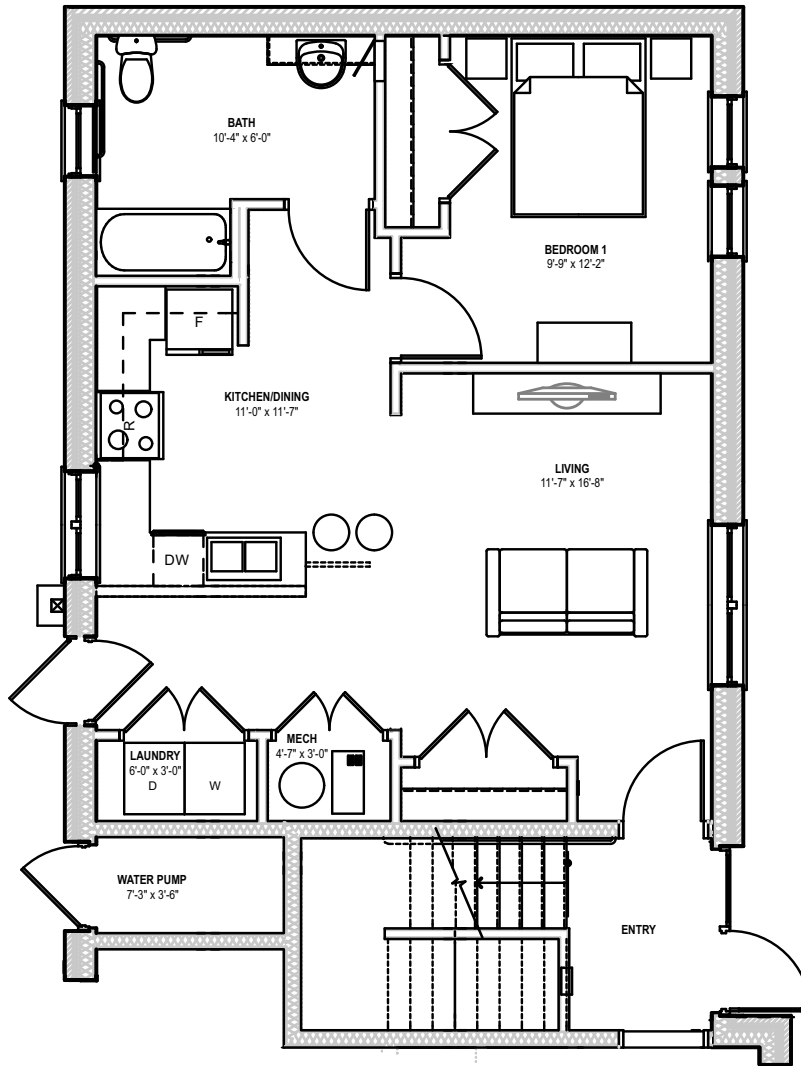 BATH
10'-4" x 6'-0"
BEDROOM 1
9'-9" x 12'-2"
F
KITCHEN/DINING
11'-0" x 11'-7"
R
LIVING
11'-7" x 16'-8"
DW
LAUNDRY
6'-0" x 3'-0"
D
W
MECH
4'-7" x 3'-0"
WATER PUMP
7'-3" x 3'-6"
ENTRY